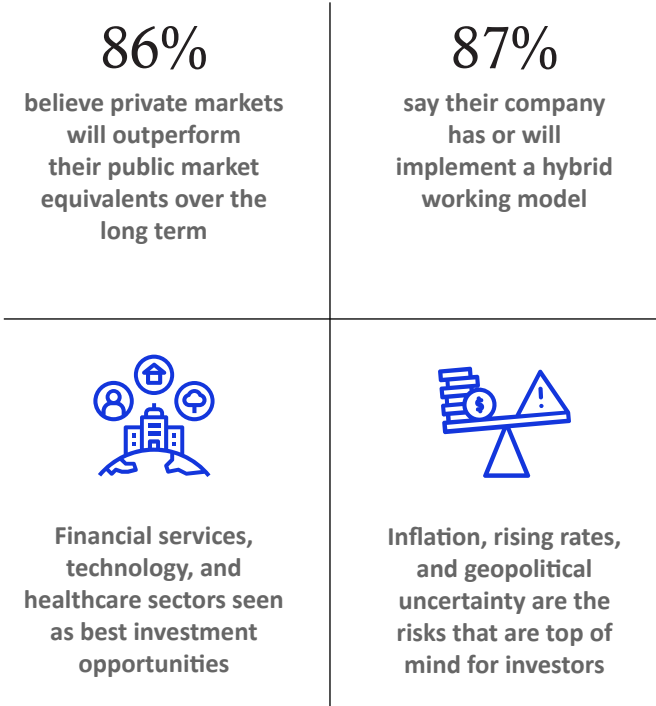 86%
believe private markets
will outperform
their public market
equivalents over the
long term
87%
say their company
has or will
implement a hybrid
working model
$
!
Financial services,
technology, and
healthcare sectors seen
as best investment
opportunities
Inflation, rising rates,
and geopolitical
uncertainty are the
risks that are top of
mind for investors